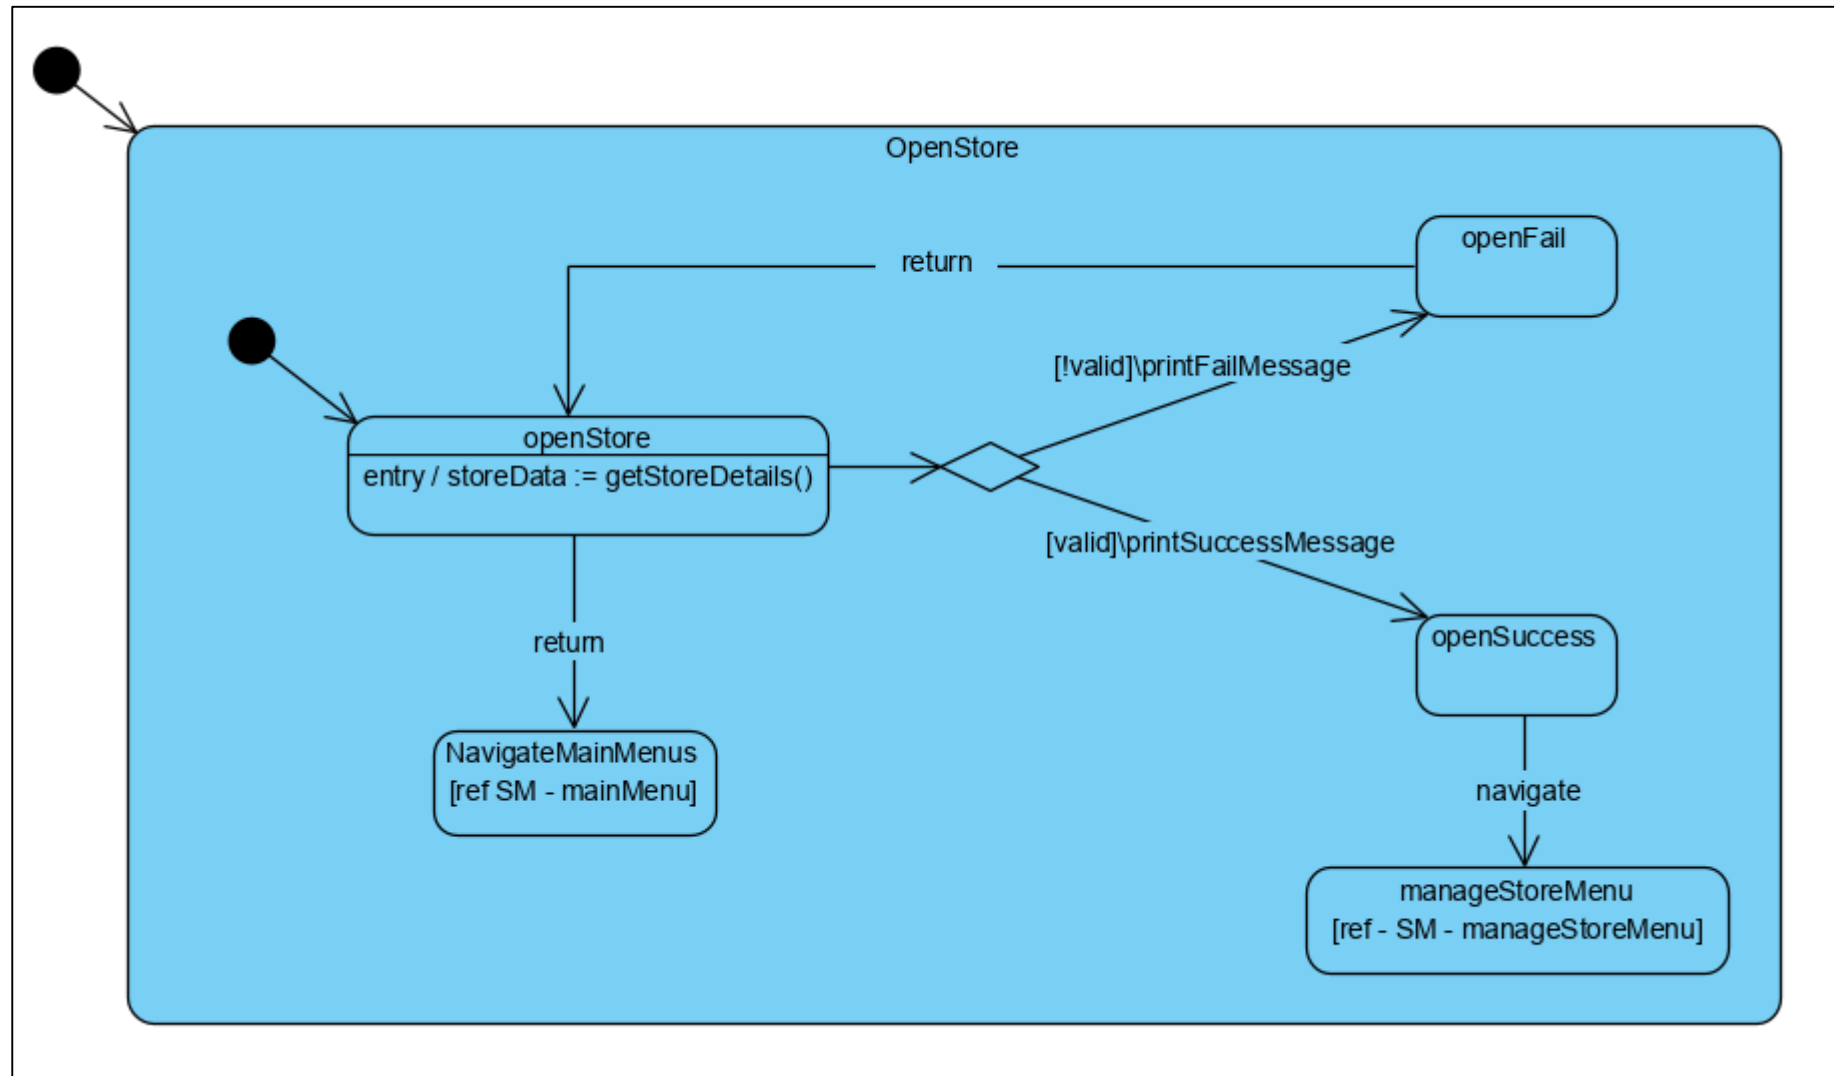 OpenStore
openFail
return
[!valid]\printFailMessage
openStore
entry / storeData := getStoreDetails()
[valid]\printSuccessMessage
return
openSuccess
NavigateMainMenus
[ref SM - mainMenu]
navigate
manageStoreMenu
[ref - SM - manageStoreMenu]